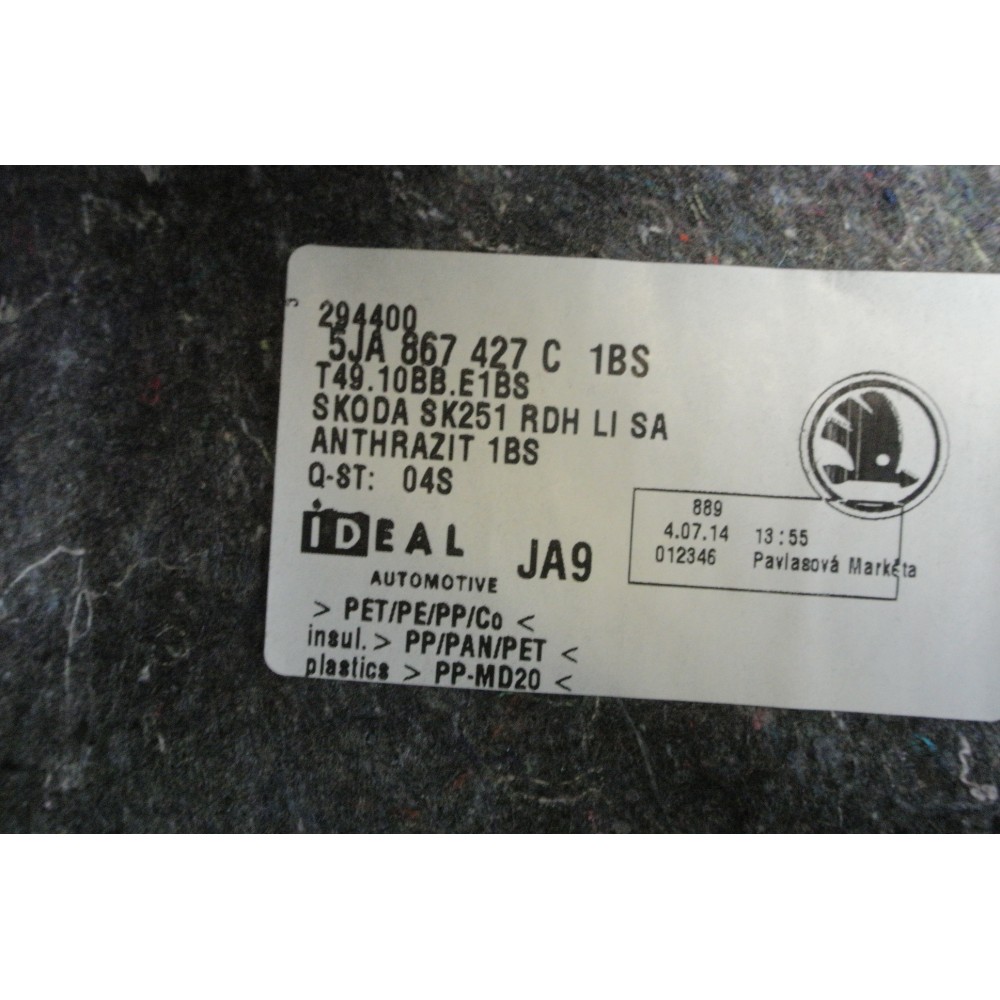 294400
5JA 867 427 C 1BS
T49.10BB.E1BS
SKODA SK251 RDH LI SA
ANTHRAZIT 1BS
Q-ST: 04S
iDEAL
AUTOMOTIVE
JA9
889
4.07.14 13:55
012346 Pavlasová Markéta
> PET/PE/PP/Co <
insul. > PP/PAN/PET <
plastics > PP-MD20 <